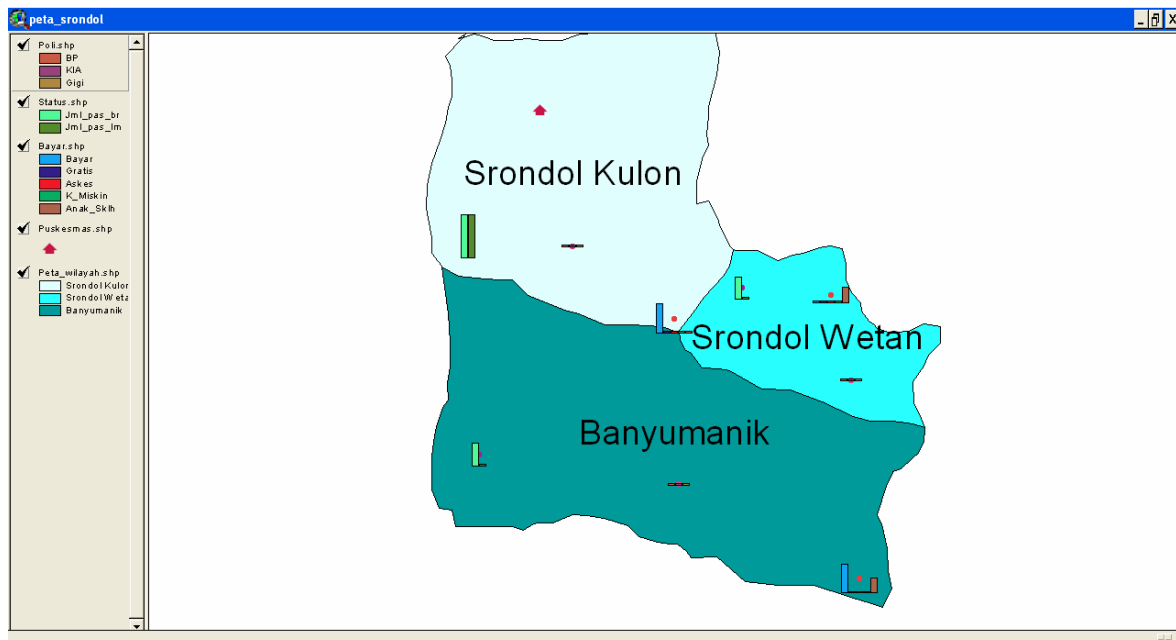 peta_srondol
Poli.shp
BP
KIA
Gigi
Status.shp
Jml_pas_br
Jml_pas_lm
Bayar.shp
Bayar
Gratis
Askes
K_Miskin
Anak_Sklh
Puskesmas.shp
Peta_wilayah.shp
Srondol Kulor
Srondol Weta
Banyumanik
Srondol Kulon
Srondol Wetan
Banyumanik